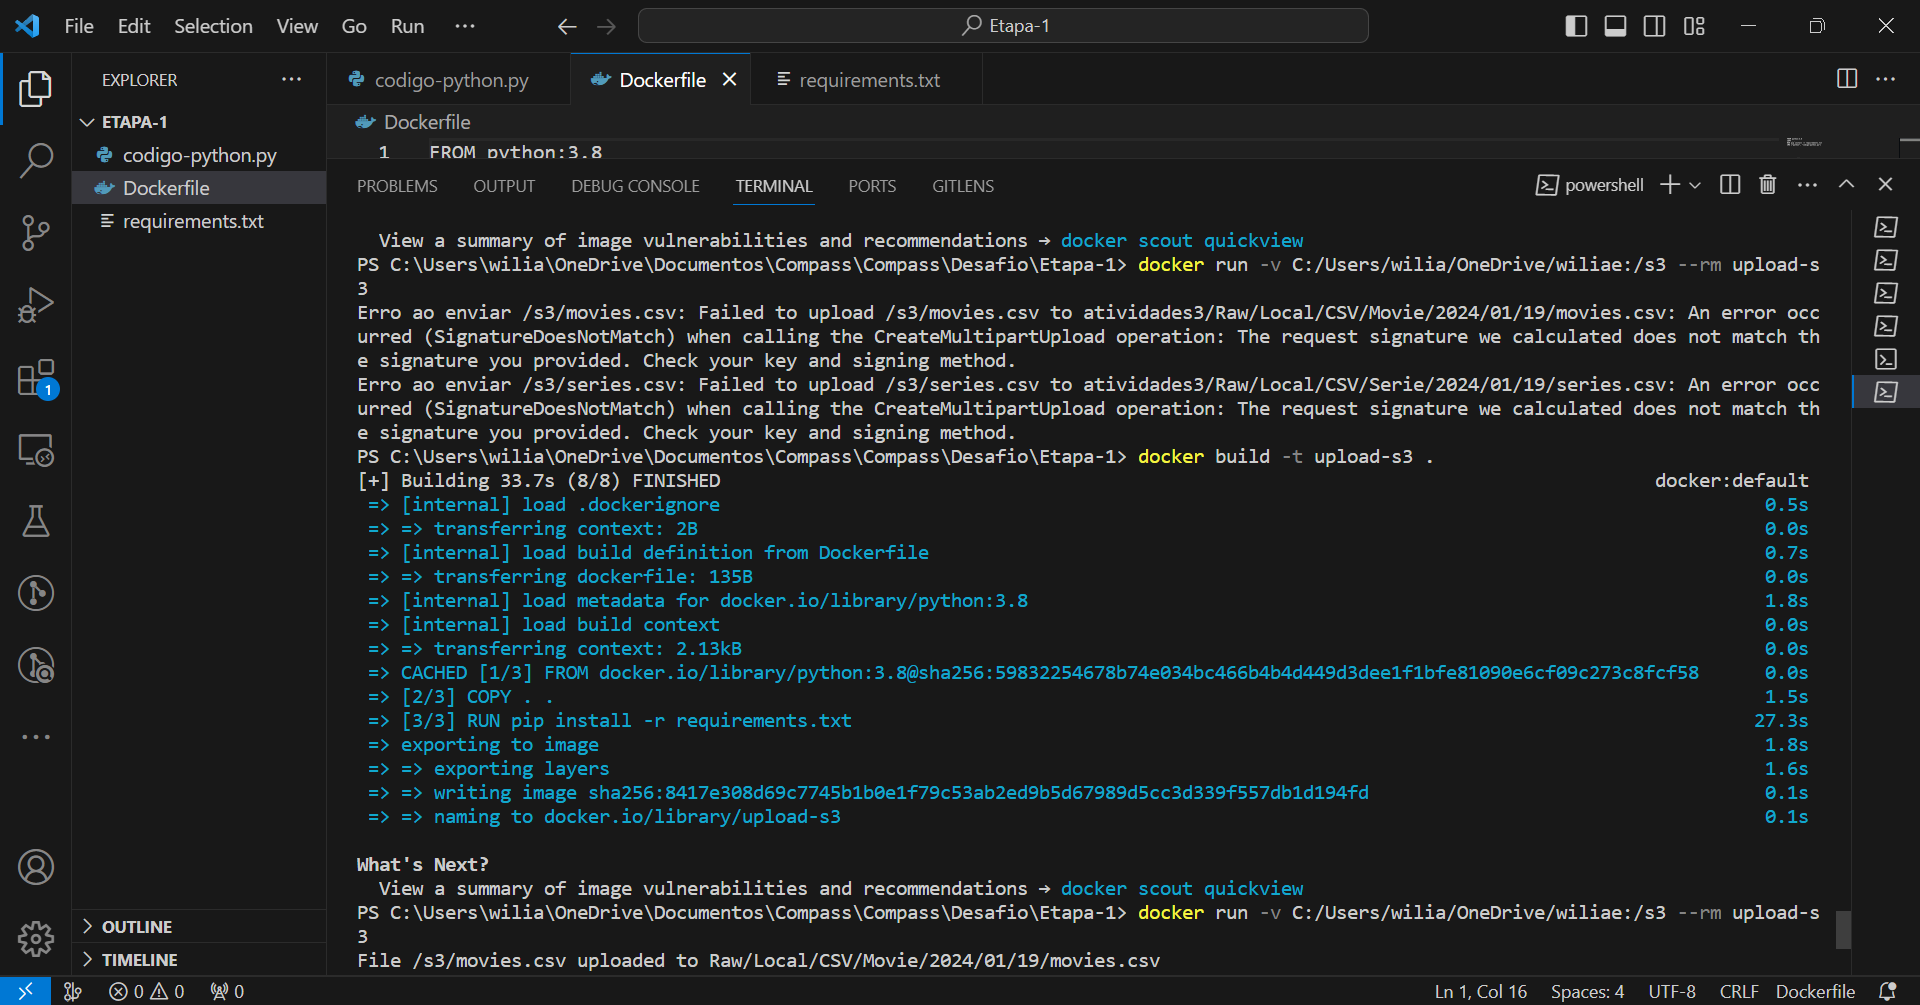 File Edit Selection View Go Run ··· Etapa-1
EXPLORER ···
ETAPA-1
codigo-python.py
Dockerfile
requirements.txt
OUTLINE
TIMELINE
1
codigo-python.py Dockerfile requirements.txt ···
Dockerfile
1 FROM python:3.8
PROBLEMS OUTPUT DEBUG CONSOLE TERMINAL PORTS GITLENS powershell ···
View a summary of image vulnerabilities and recommendations → docker scout quickview
PS C:\Users\wilia\OneDrive\Documentos\Compass\Compass\Desafio\Etapa-1> docker run -v C:/Users/wilia/OneDrive/wiliae:/s3 --rm upload-s
3
Erro ao enviar /s3/movies.csv: Failed to upload /s3/movies.csv to atividades3/Raw/Local/CSV/Movie/2024/01/19/movies.csv: An error occ
urred (SignatureDoesNotMatch) when calling the CreateMultipartUpload operation: The request signature we calculated does not match th
e signature you provided. Check your key and signing method.
Erro ao enviar /s3/series.csv: Failed to upload /s3/series.csv to atividades3/Raw/Local/CSV/Serie/2024/01/19/series.csv: An error occ
urred (SignatureDoesNotMatch) when calling the CreateMultipartUpload operation: The request signature we calculated does not match th
e signature you provided. Check your key and signing method.
PS C:\Users\wilia\OneDrive\Documentos\Compass\Compass\Desafio\Etapa-1> docker build -t upload-s3 .
[+] Building 33.7s (8/8) FINISHED docker:default
=> [internal] load .dockerignore 0.5s
=> => transferring context: 2B 0.0s
=> [internal] load build definition from Dockerfile 0.7s
=> => transferring dockerfile: 135B 0.0s
=> [internal] load metadata for docker.io/library/python:3.8 1.8s
=> [internal] load build context 0.0s
=> => transferring context: 2.13kB 0.0s
=> CACHED [1/3] FROM docker.io/library/python:3.8@sha256:59832254678b74e034bc466b4b4d449d3dee1f1bfe81090e6cf09c273c8fcf58 0.0s
=> [2/3] COPY . . 1.5s
=> [3/3] RUN pip install -r requirements.txt 27.3s
=> exporting to image 1.8s
=> => exporting layers 1.6s
=> => writing image sha256:8417e308d69c7745b1b0e1f79c53ab2ed9b5d67989d5cc3d339f557db1d194fd 0.1s
=> => naming to docker.io/library/upload-s3 0.1s
What's Next?
View a summary of image vulnerabilities and recommendations → docker scout quickview
PS C:\Users\wilia\OneDrive\Documentos\Compass\Compass\Desafio\Etapa-1> docker run -v C:/Users/wilia/OneDrive/wiliae:/s3 --rm upload-s
3
File /s3/movies.csv uploaded to Raw/Local/CSV/Movie/2024/01/19/movies.csv
0 0 0 Ln 1, Col 16 Spaces: 4 UTF-8 CRLF Dockerfile